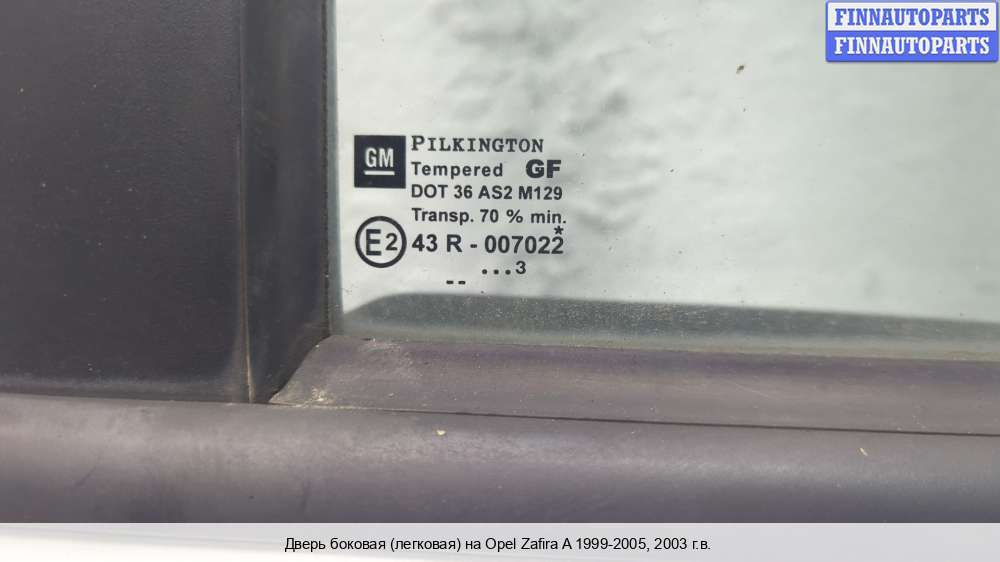 FINNAUTOPARTS
FINNAUTOPARTS
GM
PILKINGTON
Tempered GF
DOT 36 AS2 M129
Transp. 70 % min.
E2 43 R - 007022*
...3
--
Дверь боковая (легковая) на Opel Zafira A 1999-2005, 2003 г.в.